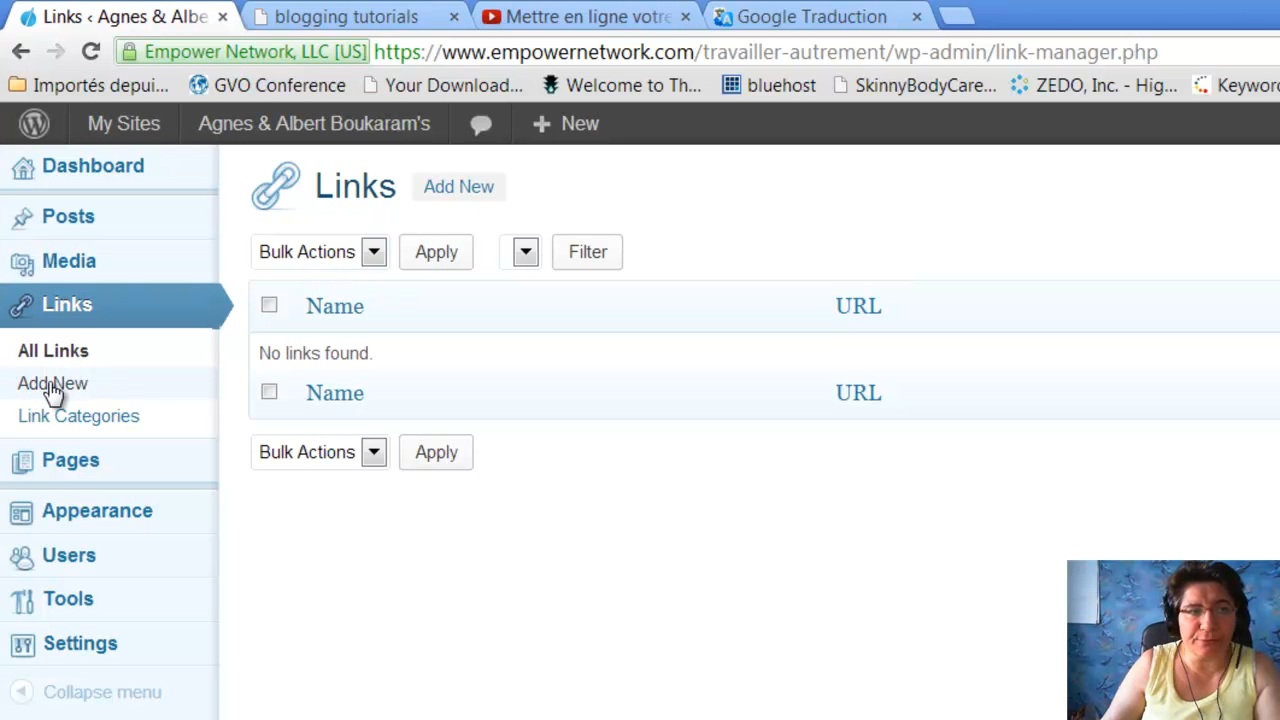 Links ‹ Agnes & Albe
blogging tutorials
Mettre en ligne votre
Google Traduction
Empower Network, LLC [US] https://www.empowernetwork.com/travailler-autrement/wp-admin/link-manager.php
Importés depui...
GVO Conference
Your Download...
Welcome to Th...
bluehost
SkinnyBodyCare...
ZEDO, Inc. - Hig...
Keywor
My Sites
Agnes & Albert Boukaram's
New
Dashboard
Posts
Media
Links
All Links
Add New
Link Categories
Pages
Appearance
Users
Tools
Settings
Collapse menu
Links Add New
Bulk Actions Apply Filter
Name URL
No links found.
Name URL
Bulk Actions Apply